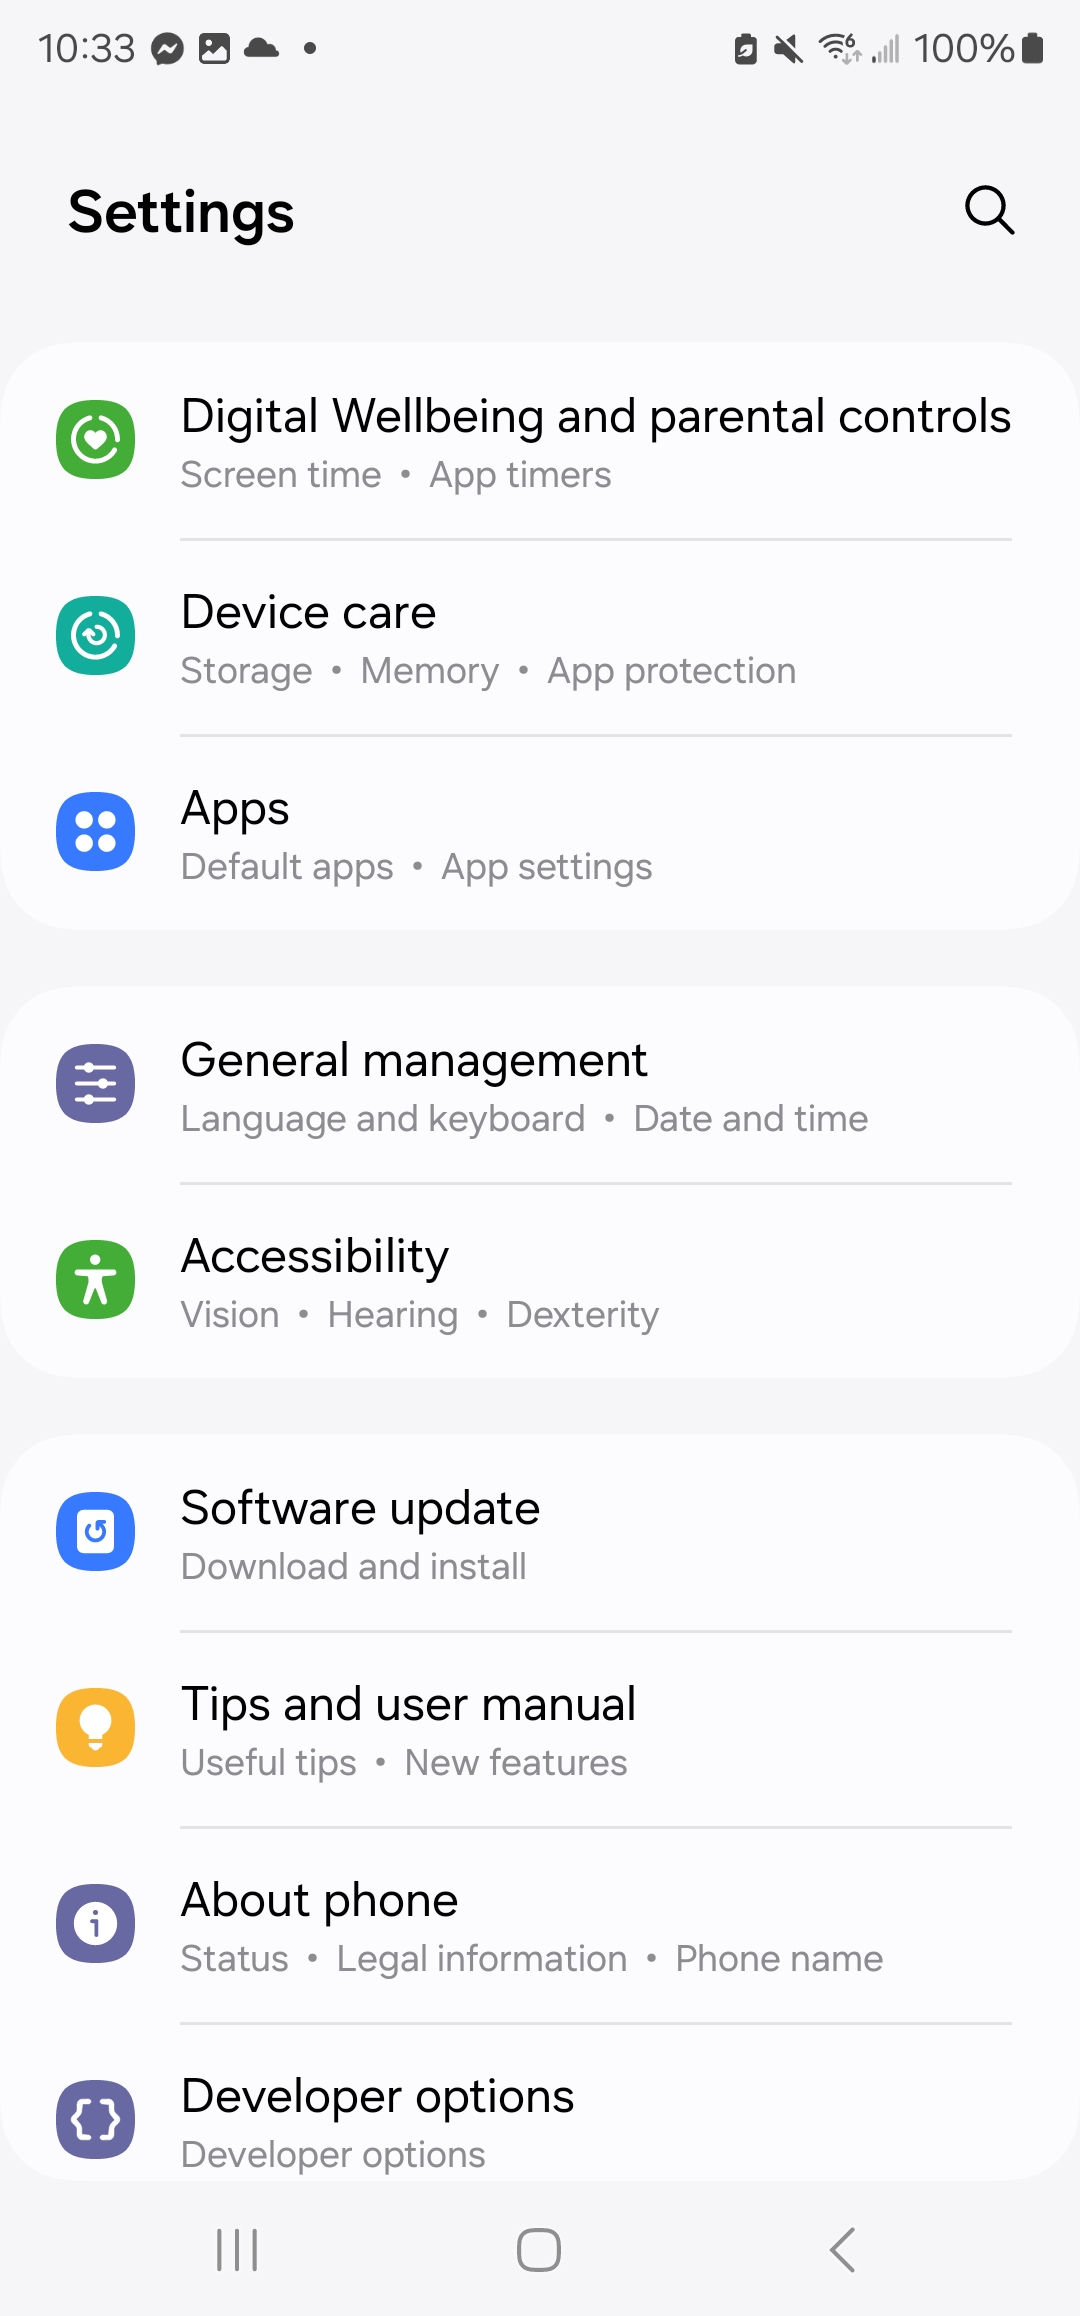 10:33
100%
Settings
Digital Wellbeing and parental controls
Screen time • App timers
Device care
Storage • Memory • App protection
Apps
Default apps • App settings
General management
Language and keyboard • Date and time
Accessibility
Vision • Hearing • Dexterity
Software update
Download and install
Tips and user manual
Useful tips • New features
About phone
Status • Legal information • Phone name
Developer options
Developer options